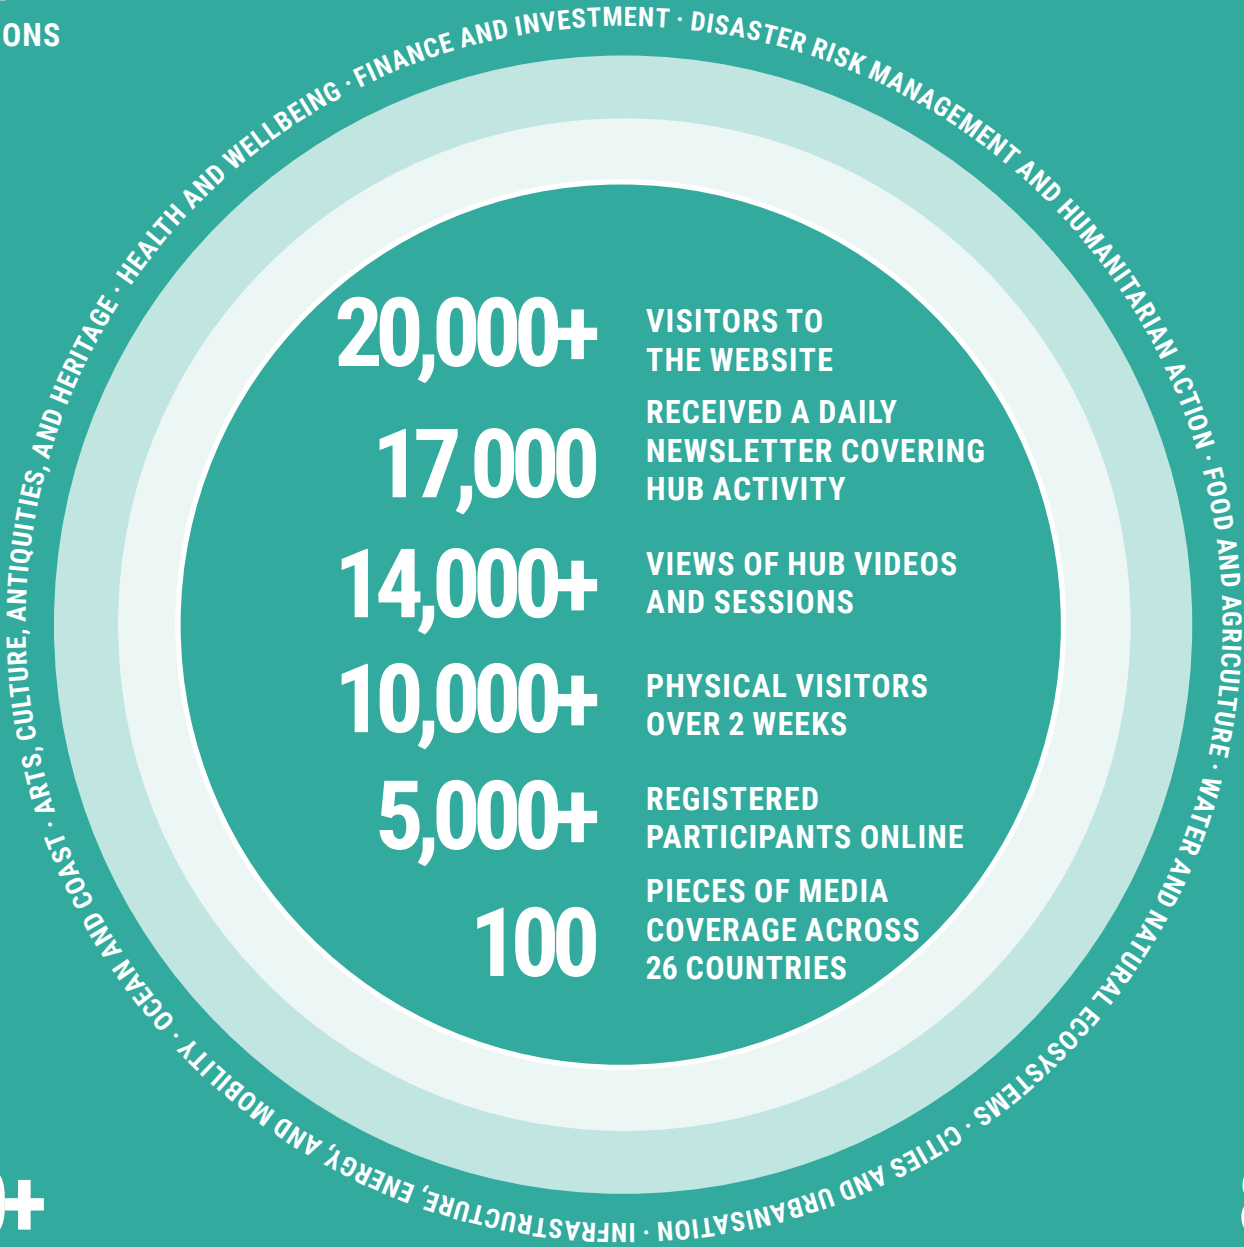 ONS
FINANCE AND INVESTMENT · DISASTER RISK MANAGEMENT AND HUMANITARIAN ACTION · FOOD AND AGRICULTURE · WATER AND NATURAL ECOSYSTEMS · CITIES AND URBANISATION · INFRASTRUCTURE, ENERGY, AND MOBILITY · OCEAN AND COAST · ARTS, CULTURE, ANTIQUITIES, AND HERITAGE · HEALTH AND WELLBEING ·
20,000+ VISITORS TO
THE WEBSITE
17,000 RECEIVED A DAILY
NEWSLETTER COVERING
HUB ACTIVITY
14,000+ VIEWS OF HUB VIDEOS
AND SESSIONS
10,000+ PHYSICAL VISITORS
OVER 2 WEEKS
5,000+ REGISTERED
PARTICIPANTS ONLINE
100 PIECES OF MEDIA
COVERAGE ACROSS
26 COUNTRIES
+